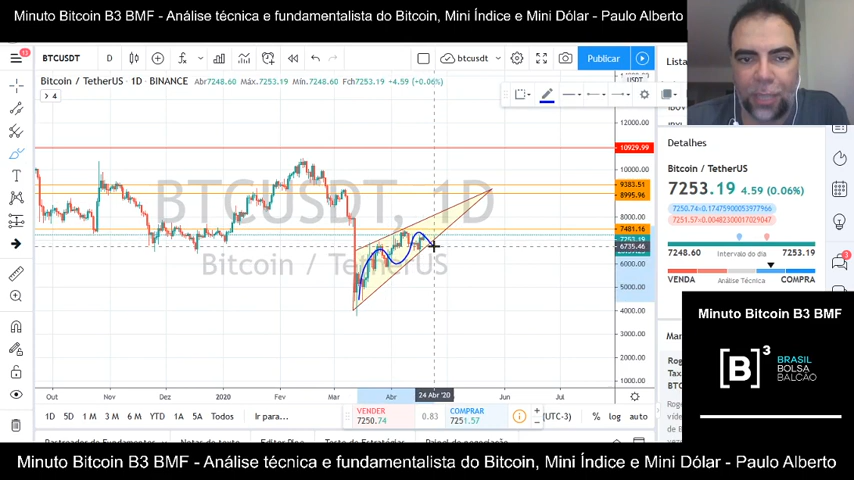 Minuto Bitcoin B3 BMF - Análise técnica e fundamentalista do Bitcoin, Mini Índice e Mini Dólar - Paulo Alberto
BTCUSDT
D
btcusdt
Publicar
Lista
Bitcoin / TetherUS · 1D · BINANCE Abr7248.60 Máx7253.19 Mín7248.60 Fch7253.19 +4.59 (+0.06%)
USDT
4
12000.00
10929.99
9383.51
8995.96
8000.00
7481.16
6735.46
6000.00
5000.00
4000.00
3000.00
2000.00
1000.00
BTCUSDT, 1D
Bitcoin / TetherUS
Out Nov Dez 2020 Fev Mar Abr 24 Abr '20 Jun Jul
1D 5D 1M 3M 6M YTD 1A 5A Todos Ir para...
VENDER
7250.74
0.83
COMPRAR
7251.57
(UTC-3) % log auto
Detalhes
Bitcoin / TetherUS
7253.19 4.59 (0.06%)
7248.60 Intervalo do dia 7253.19
VENDA Análise Técnica COMPRA
Minuto Bitcoin B3 BMF
[B]³ BRASIL
BOLSA
BALCÃO
Minuto Bitcoin B3 BMF - Análise técnica e fundamentalista do Bitcoin, Mini Índice e Mini Dólar - Paulo Alberto